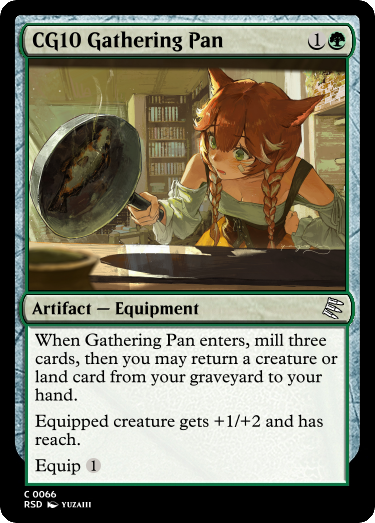 CG10 Gathering Pan 1
Artifact — Equipment
When Gathering Pan enters, mill three
cards, then you may return a creature or
land card from your graveyard to your
hand.
Equipped creature gets +1/+2 and has
reach.
Equip 1
C 0066
RSD YUZAIII